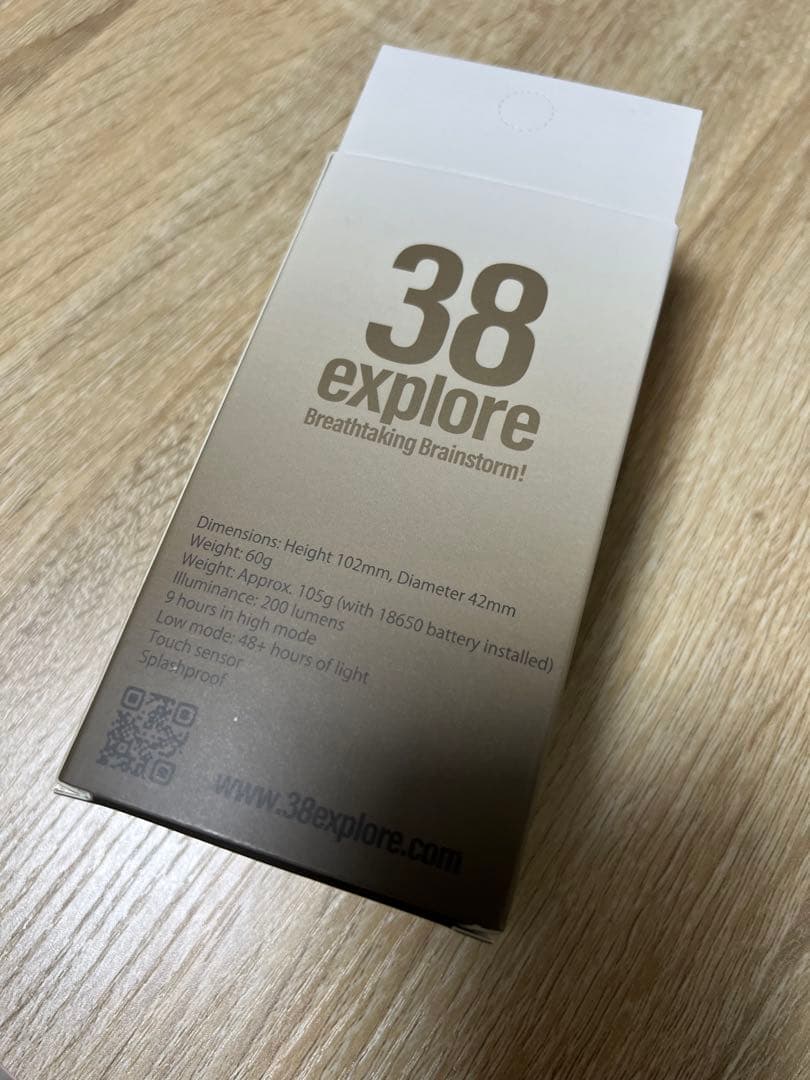 38
explore
Breathtaking Brainstorm!
Dimensions: Height 102mm, Diameter 42mm
Weight: 60g
Weight: Approx. 105g (with 18650 battery installed)
Illuminance: 200 lumens
9 hours in high mode
Low mode: 48+ hours of light
Touch sensor
Splashproof
www.38explore.com